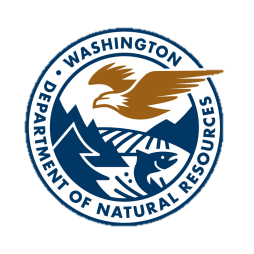 WASHINGTON
DEPARTMENT OF NATURAL RESOURCES